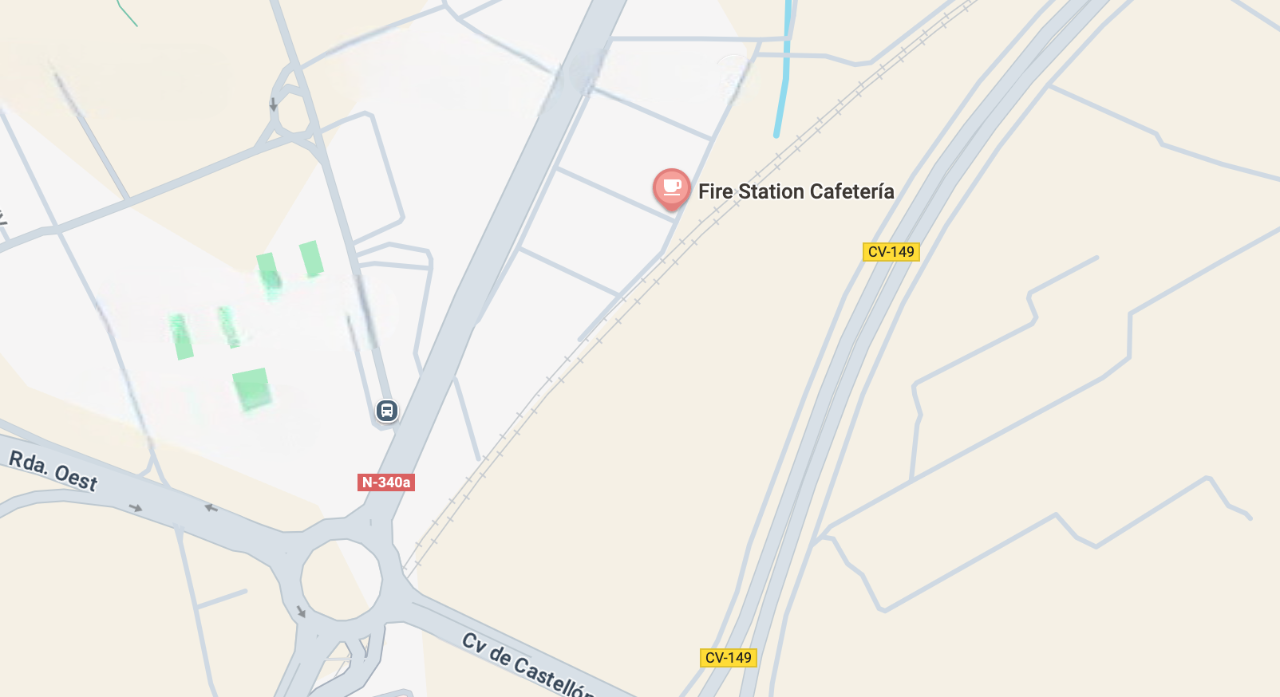 Fire Station Cafetería
CV-149
Rda. Oest
N-340a
Cv de Castellón
CV-149